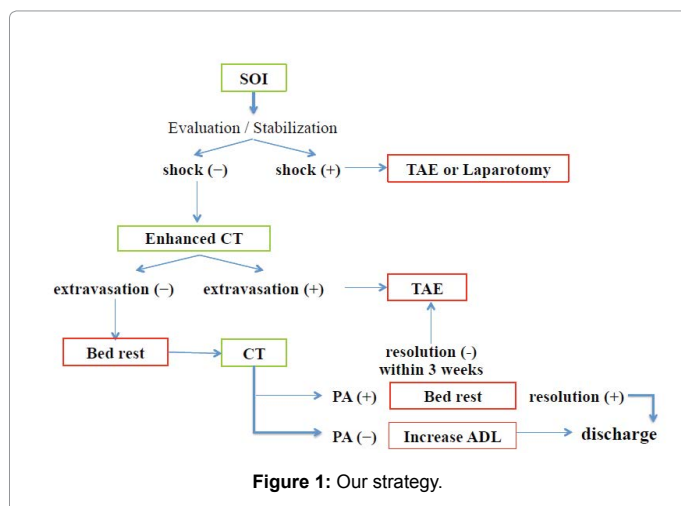 SOI
Evaluation / Stabilization
shock (−) shock (+) TAE or Laparotomy
Enhanced CT
extravasation (−) extravasation (+) TAE
resolution (-)
within 3 weeks
Bed rest CT
PA (+) Bed rest resolution (+)
PA (−) Increase ADL discharge
Figure 1: Our strategy.